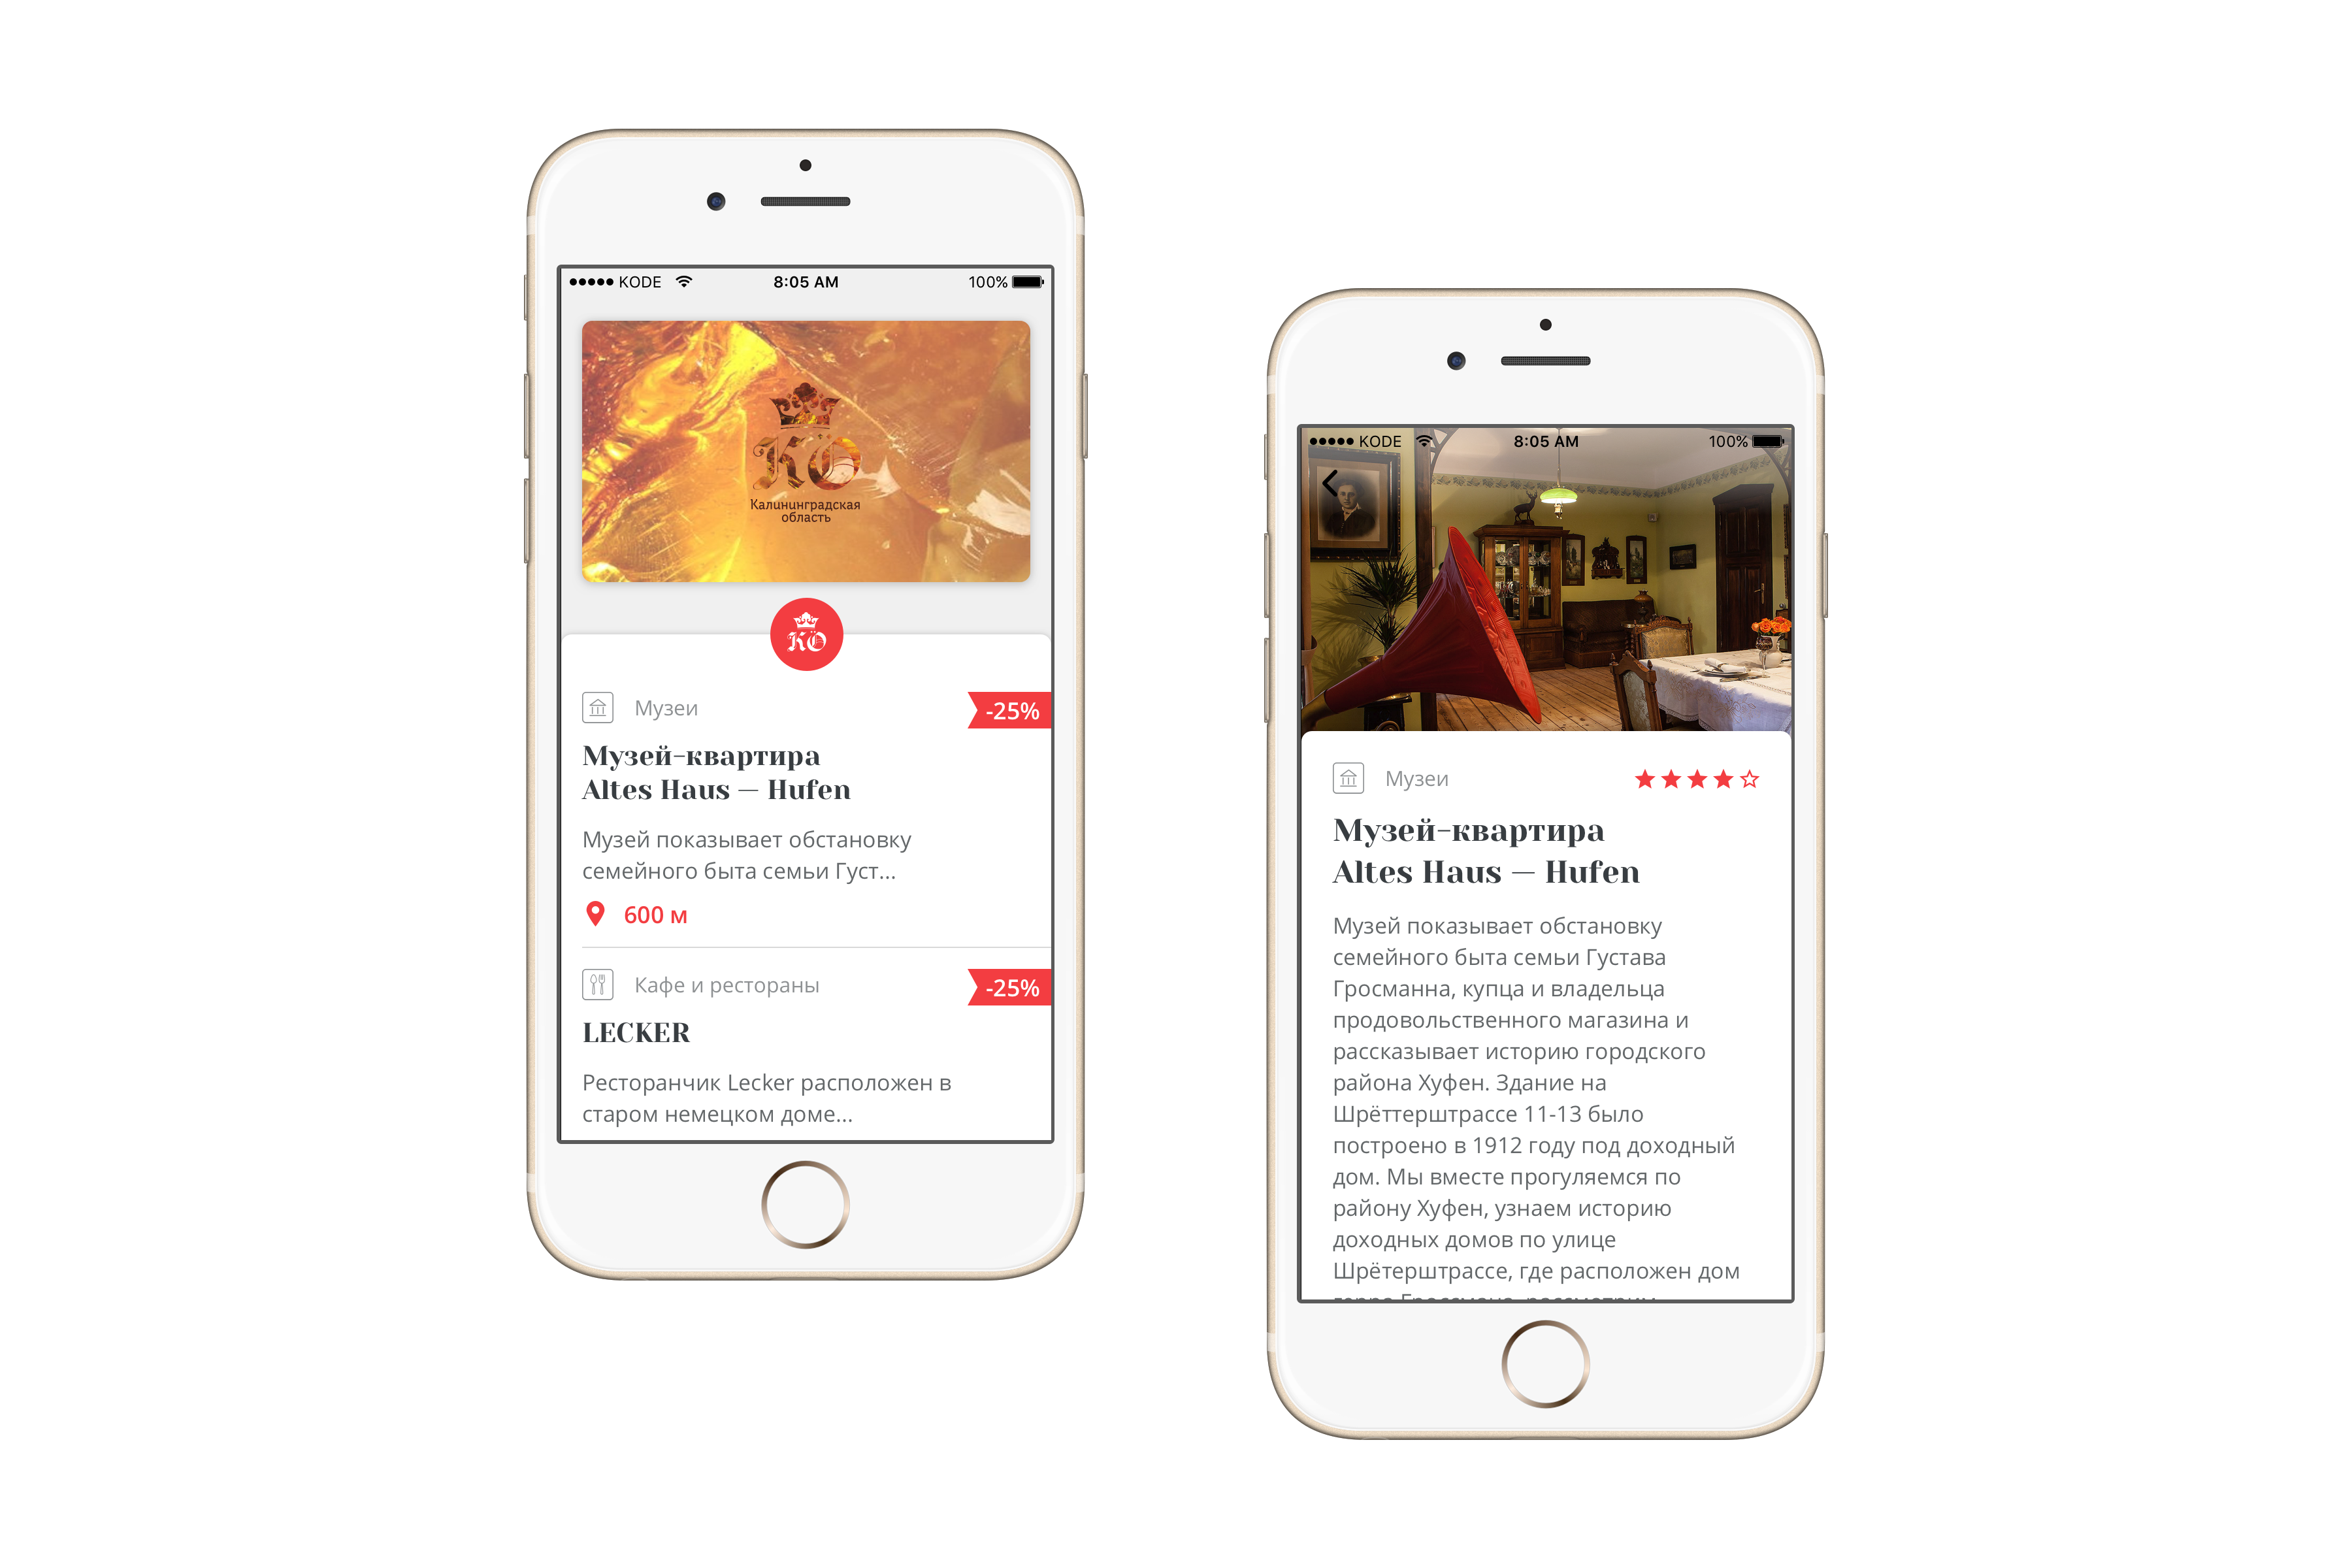 KODE 8:05 AM 100%
KÖ
Калининградская
область
KÖ
Музеи -25%
Музей-квартира
Altes Haus — Hufen
Музей показывает обстановку
семейного быта семьи Густ...
600 м
Кафе и рестораны -25%
LECKER
Ресторанчик Lecker расположен в
старом немецком доме...
KODE 8:05 AM 100%
Музеи
Музей-квартира
Altes Haus — Hufen
Музей показывает обстановку
семейного быта семьи Густава
Гросманна, купца и владельца
продовольственного магазина и
рассказывает историю городского
района Хуфен. Здание на
Шрёттерштрассе 11-13 было
построено в 1912 году под доходный
дом. Мы вместе прогуляемся по
району Хуфен, узнаем историю
доходных домов по улице
Шрётерштрассе, где расположен дом